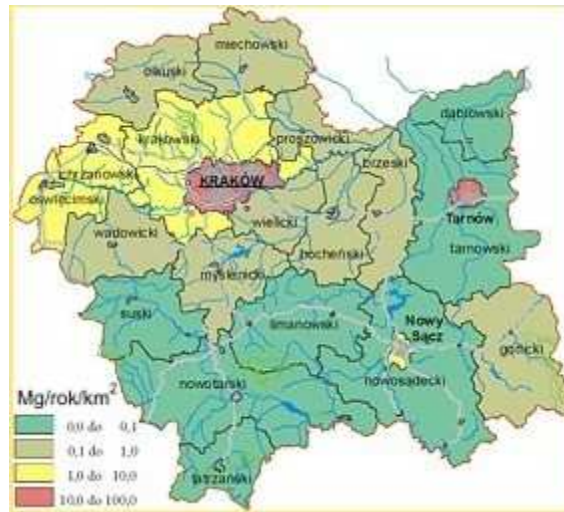 miechowski
olkuski
dąbrowski
krakowski
proszowicki
brzeski
chrzanowski
KRAKÓW
oświęcimski
Tarnów
wielicki
wadowicki
tarnowski
bocheński
myślenicki
suski
limanowski
Nowy
Sącz
gorlicki
nowotarski
nowosądecki
Mg/rok/km²
0,0 do 0,1
0,1 do 1,0
1,0 do 10,0
10,0 do 100,0
tatrzański